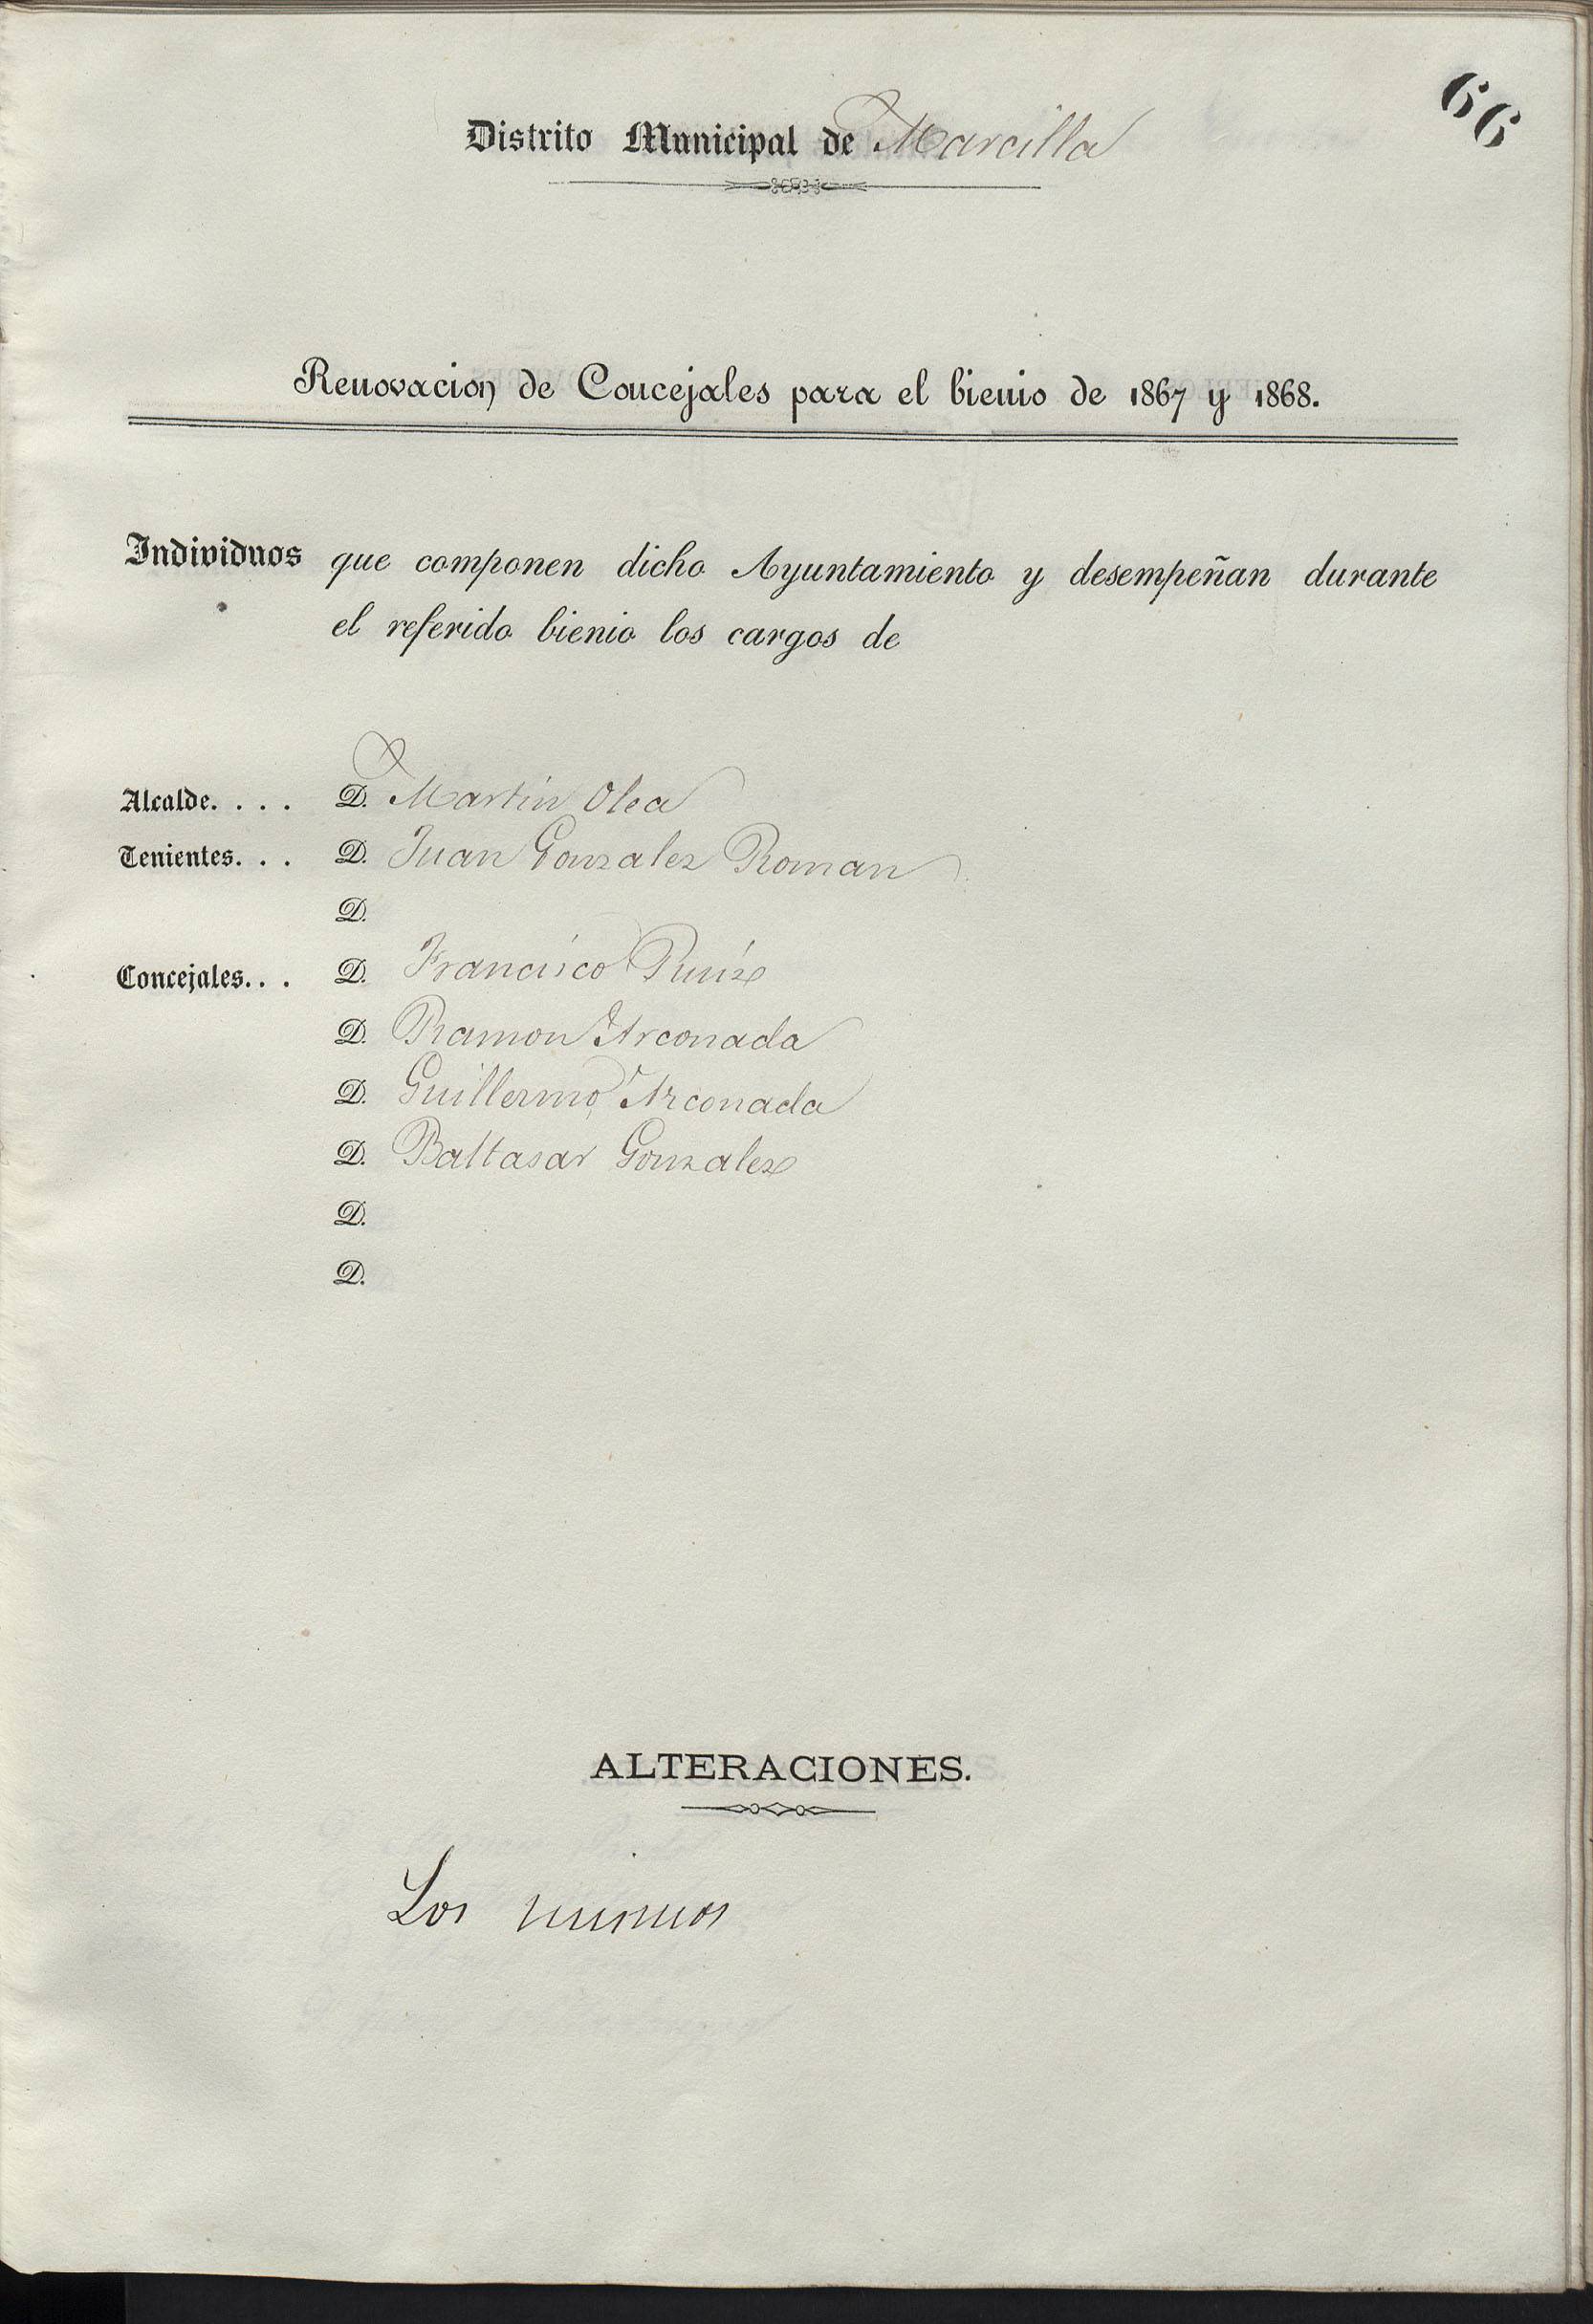 66
Distrito Municipal de Marcilla
Renovacion de Concejales para el bienio de 1867 y 1868.
Individuos que componen dicho Ayuntamiento y desempeñan durante
el referido bienio los cargos de
Alcalde. . . . D. Martin Olea
Tenientes. . . D. Juan Gonzalez Roman
D.
Concejales. . . D. Francisco Ruiz
D. Ramon Arconada
D. Guillermo Arconada
D. Baltasar Gonzalez
D.
D.
ALTERACIONES.
Los mismos